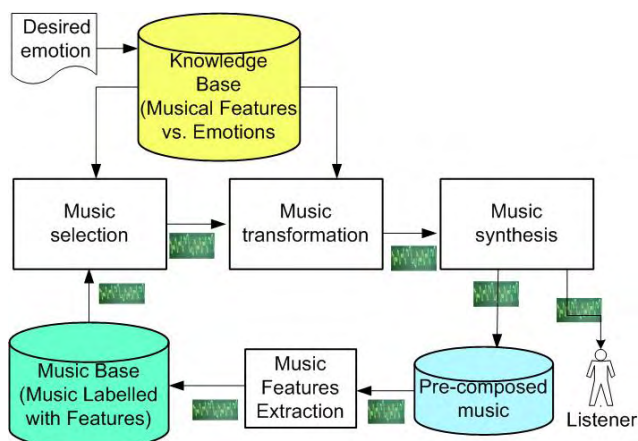 Desired
emotion
Knowledge
Base
(Musical Features
vs. Emotions
Music
selection
Music
transformation
Music
synthesis
Music Base
(Music Labelled
with Features)
Music
Features
Extraction
Pre-composed
music
Listener